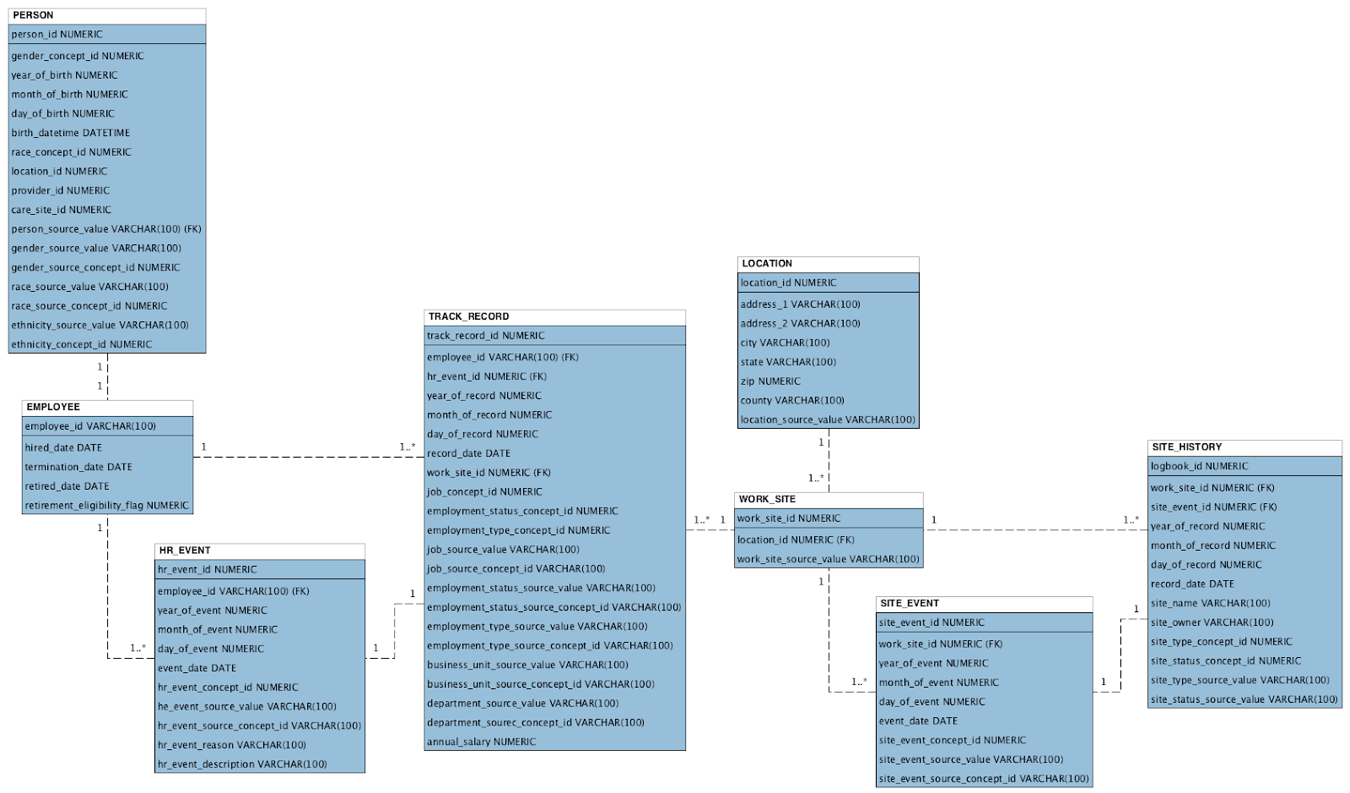 PERSON
person_id NUMERIC
gender_concept_id NUMERIC
year_of_birth NUMERIC
month_of_birth NUMERIC
day_of_birth NUMERIC
birth_datetime DATETIME
race_concept_id NUMERIC
location_id NUMERIC
provider_id NUMERIC
care_site_id NUMERIC
person_source_value VARCHAR(100) (FK)
gender_source_value VARCHAR(100)
gender_source_concept_id NUMERIC
race_source_value VARCHAR(100)
race_source_concept_id NUMERIC
ethnicity_source_value VARCHAR(100)
ethnicity_concept_id NUMERIC
1
1
EMPLOYEE
employee_id VARCHAR(100)
hired_date DATE
termination_date DATE
retired_date DATE
retirement_eligibility_flag NUMERIC
1
1..*
1
1..*
HR_EVENT
hr_event_id NUMERIC
employee_id VARCHAR(100) (FK)
year_of_event NUMERIC
month_of_event NUMERIC
day_of_event NUMERIC
event_date DATE
hr_event_concept_id NUMERIC
he_event_source_value VARCHAR(100)
hr_event_source_concept_id VARCHAR(100)
hr_event_reason VARCHAR(100)
hr_event_description VARCHAR(100)
1
1
TRACK_RECORD
track_record_id NUMERIC
employee_id VARCHAR(100) (FK)
hr_event_id NUMERIC (FK)
year_of_record NUMERIC
month_of_record NUMERIC
day_of_record NUMERIC
record_date DATE
work_site_id NUMERIC (FK)
job_concept_id NUMERIC
employment_status_concept_id NUMERIC
employment_type_concept_id NUMERIC
job_source_value VARCHAR(100)
job_source_concept_id VARCHAR(100)
employment_status_source_value VARCHAR(100)
employment_status_source_concept_id VARCHAR(100)
employment_type_source_value VARCHAR(100)
employment_type_source_concept_id VARCHAR(100)
business_unit_source_value VARCHAR(100)
business_unit_source_concept_id VARCHAR(100)
department_source_value VARCHAR(100)
department_sourec_concept_id VARCHAR(100)
annual_salary NUMERIC
1..*
1
LOCATION
location_id NUMERIC
address_1 VARCHAR(100)
address_2 VARCHAR(100)
city VARCHAR(100)
state VARCHAR(100)
zip NUMERIC
county VARCHAR(100)
location_source_value VARCHAR(100)
1
1..*
WORK_SITE
work_site_id NUMERIC
location_id NUMERIC (FK)
work_site_source_value VARCHAR(100)
1
1..*
1
1..*
SITE_EVENT
site_event_id NUMERIC
work_site_id NUMERIC (FK)
year_of_event NUMERIC
month_of_event NUMERIC
day_of_event NUMERIC
event_date DATE
site_event_concept_id NUMERIC
site_event_source_value VARCHAR(100)
site_event_source_concept_id VARCHAR(100)
1
1
SITE_HISTORY
logbook_id NUMERIC
work_site_id NUMERIC (FK)
site_event_id NUMERIC (FK)
year_of_record NUMERIC
month_of_record NUMERIC
day_of_record NUMERIC
record_date DATE
site_name VARCHAR(100)
site_owner VARCHAR(100)
site_type_concept_id NUMERIC
site_status_concept_id NUMERIC
site_type_source_value VARCHAR(100)
site_status_source_value VARCHAR(100)